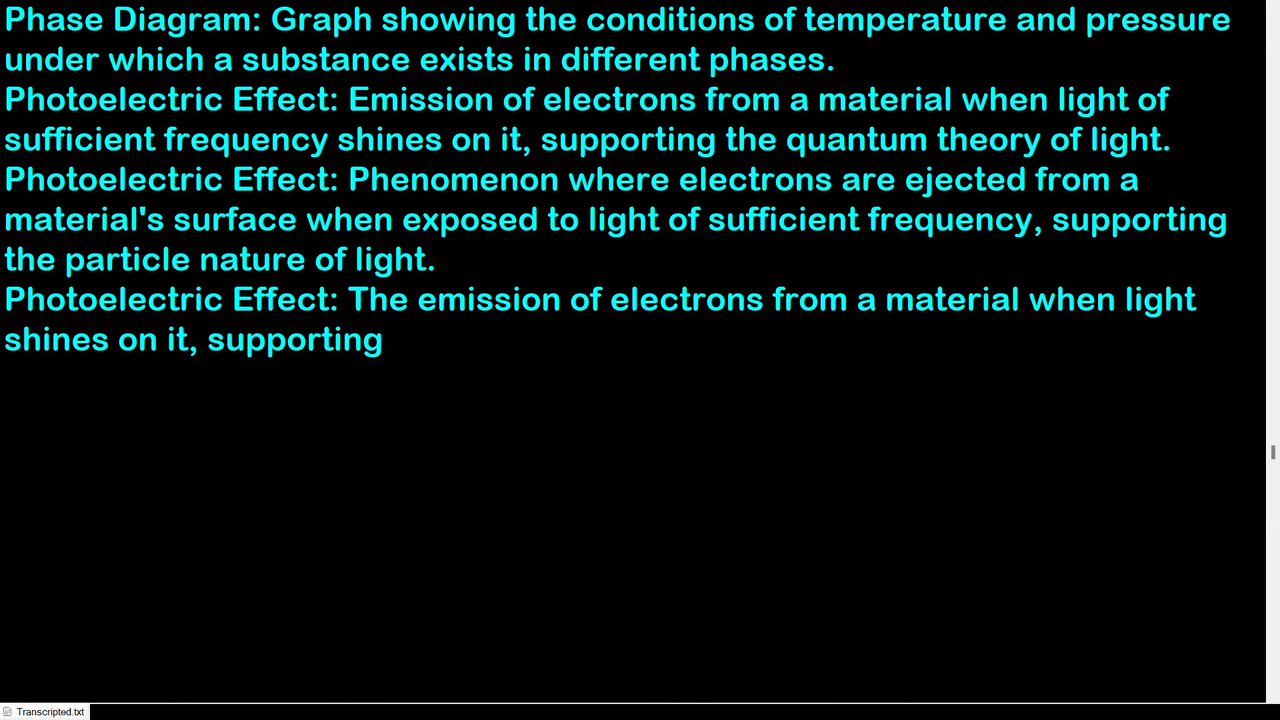 Phase Diagram: Graph showing the conditions of temperature and pressure
under which a substance exists in different phases.
Photoelectric Effect: Emission of electrons from a material when light of
sufficient frequency shines on it, supporting the quantum theory of light.
Photoelectric Effect: Phenomenon where electrons are ejected from a
material's surface when exposed to light of sufficient frequency, supporting
the particle nature of light.
Photoelectric Effect: The emission of electrons from a material when light
shines on it, supporting
Transcripted.txt